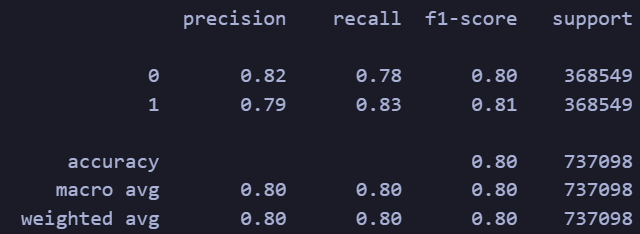 precision recall f1-score support
0 0.82 0.78 0.80 368549
1 0.79 0.83 0.81 368549
accuracy 0.80 737098
macro avg 0.80 0.80 0.80 737098
weighted avg 0.80 0.80 0.80 737098